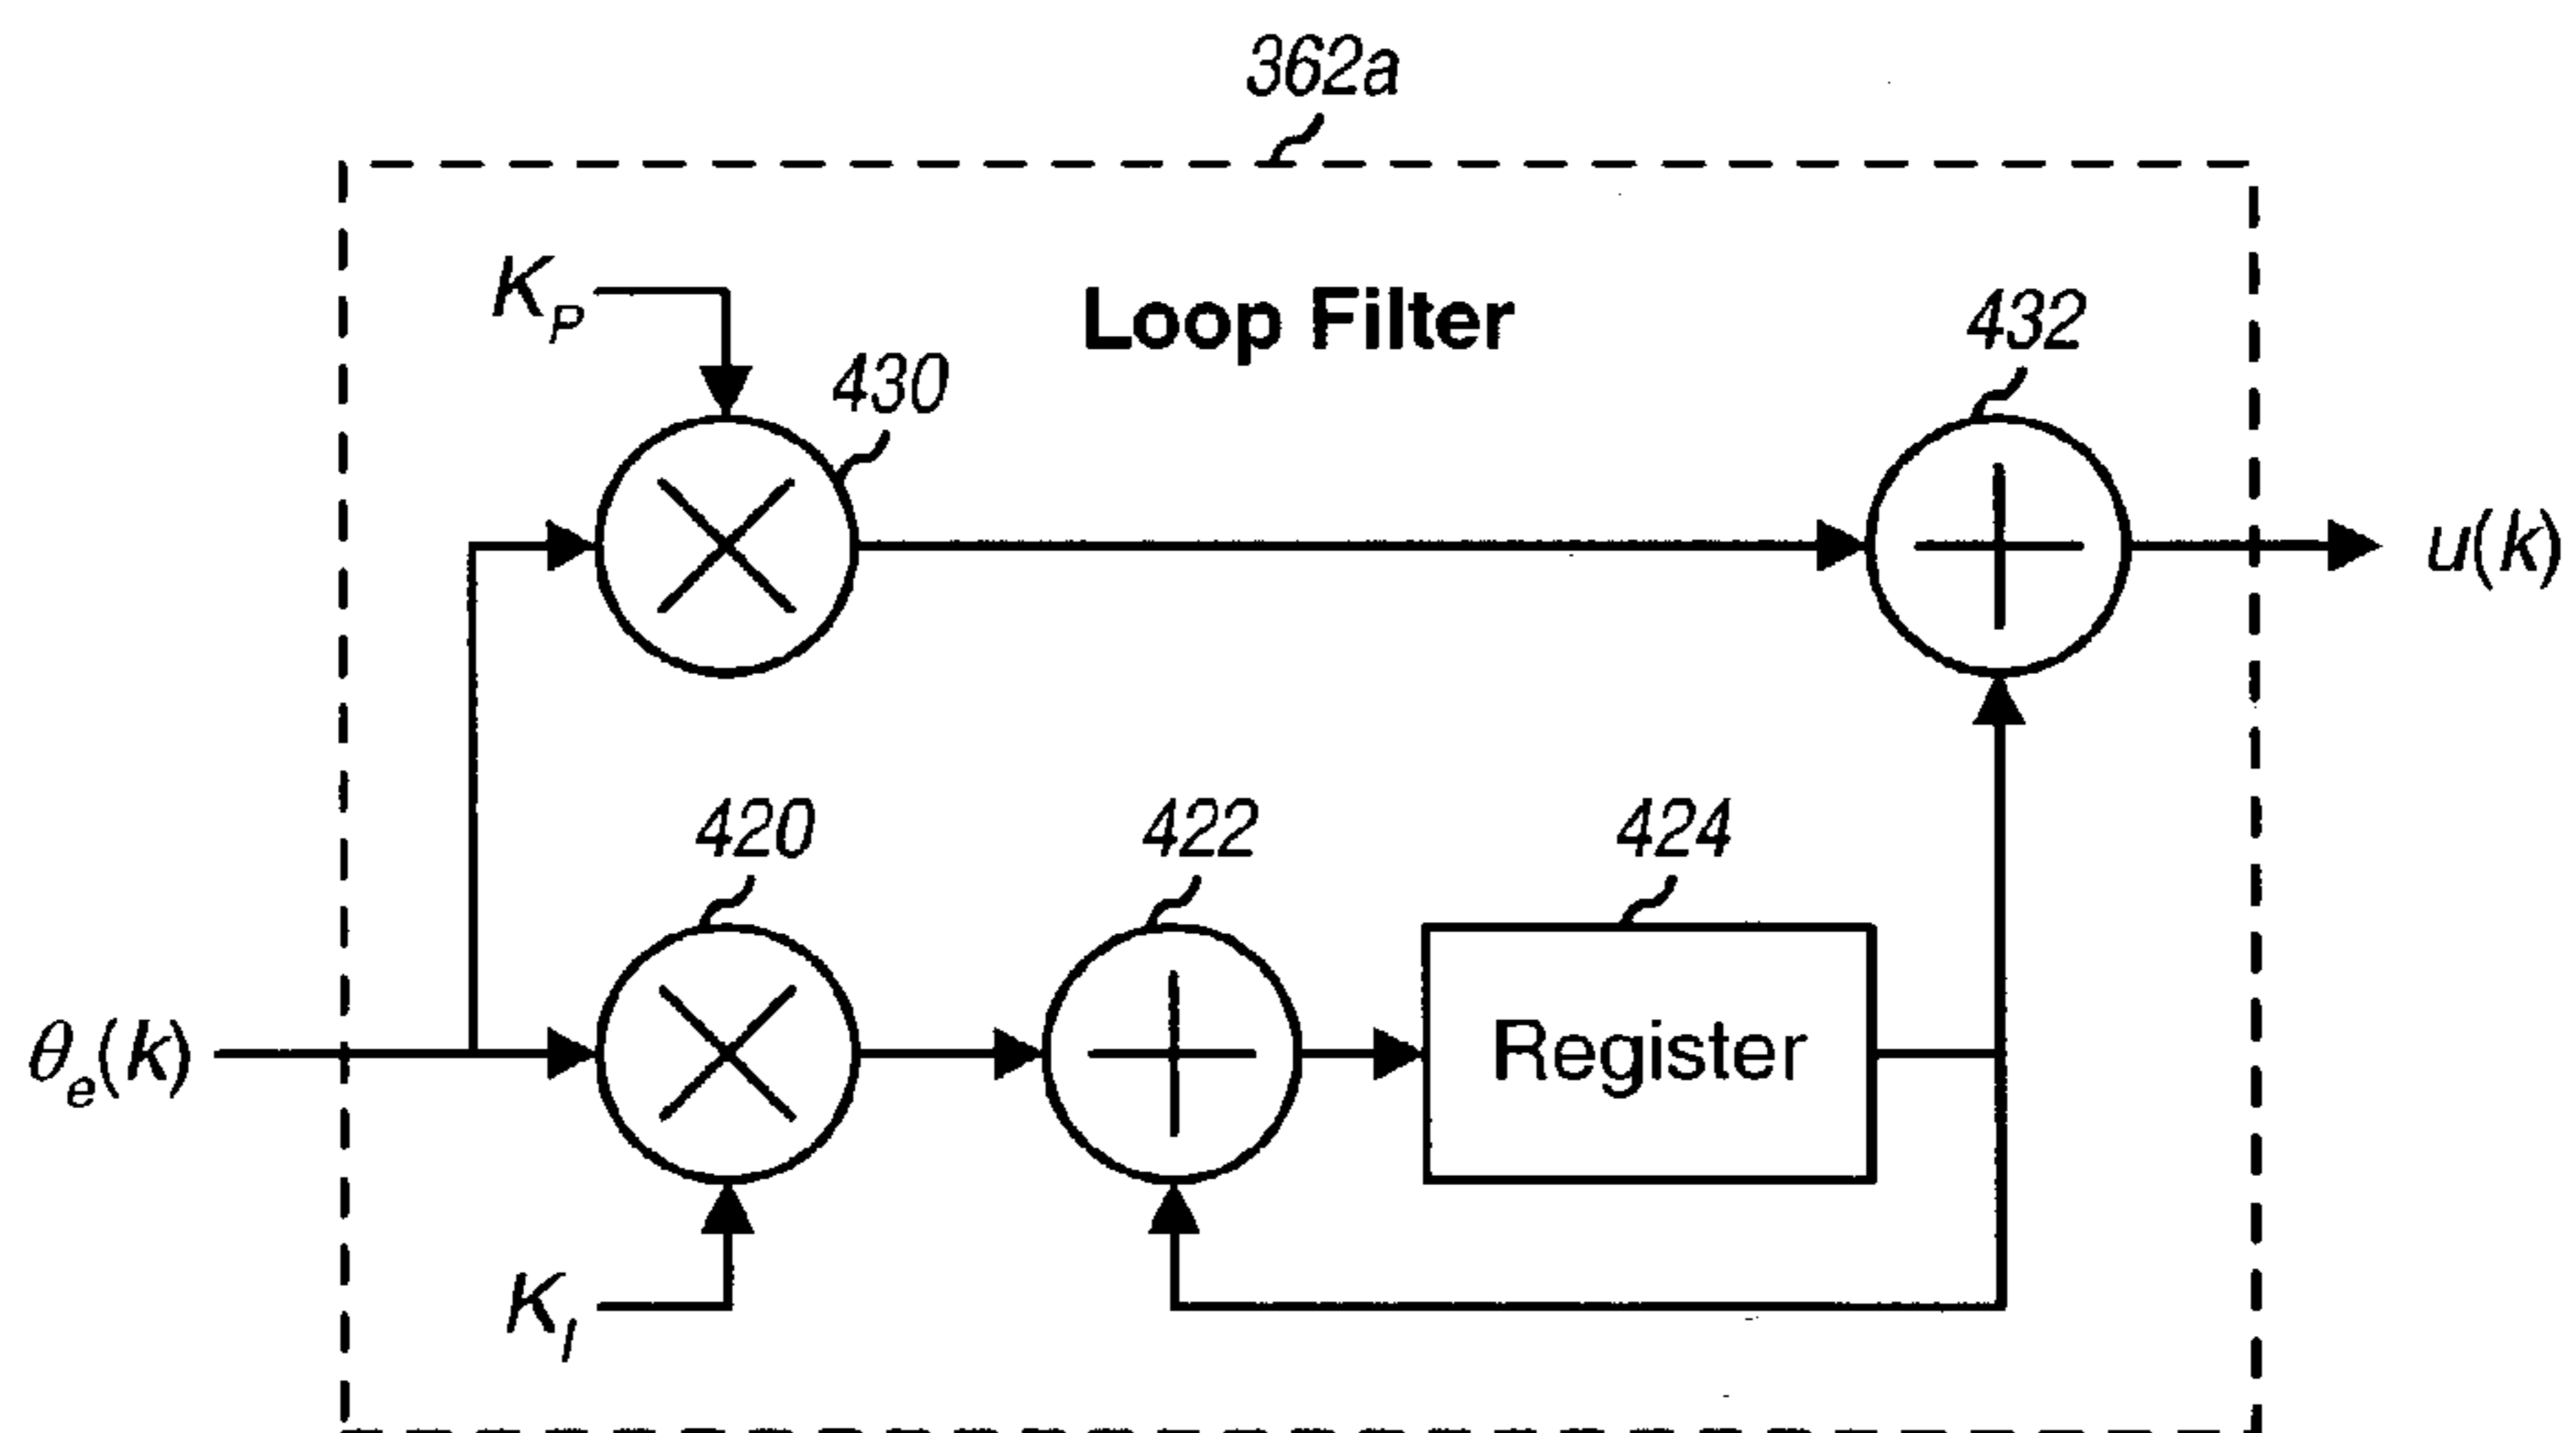 362a
K_P
Loop Filter
430
432
u(k)
420
422
424
Register
θ_e(k)
K_I